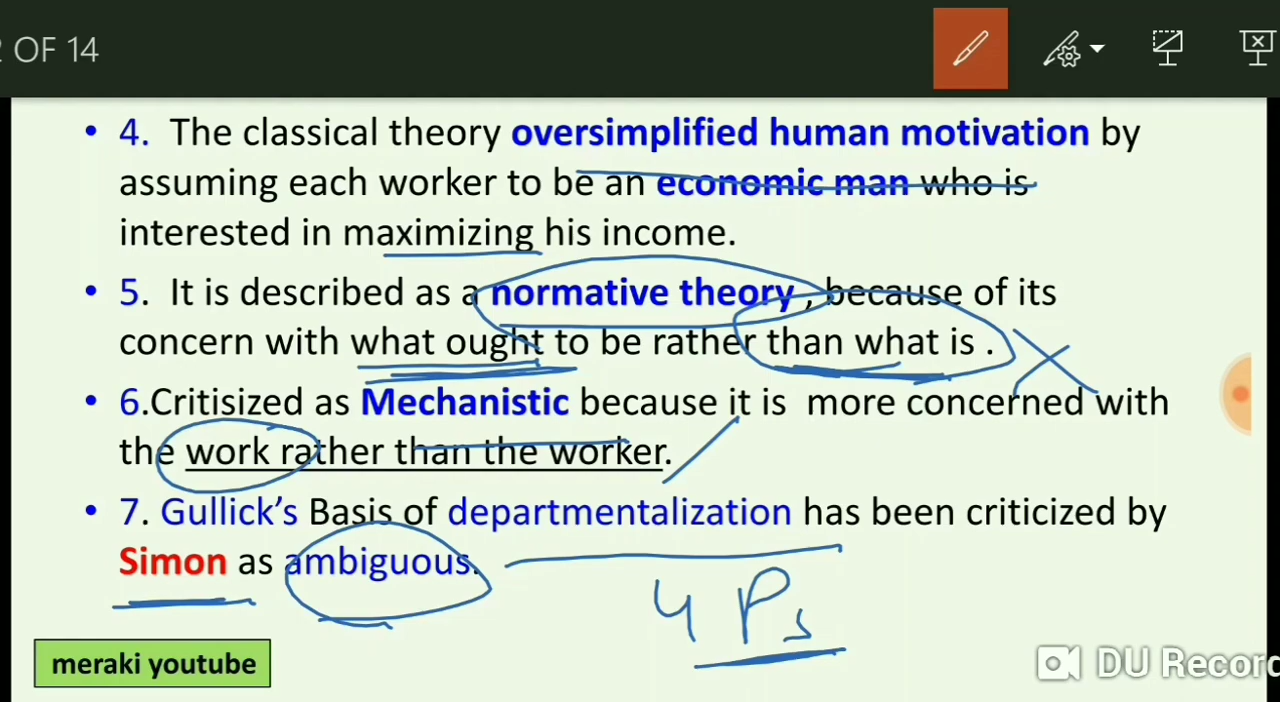 2 OF 14
• 4. The classical theory oversimplified human motivation by
assuming each worker to be an economic man who is
interested in maximizing his income.
• 5. It is described as a normative theory , because of its
concern with what ought to be rather than what is .
• 6.Critisized as Mechanistic because it is more concerned with
the work rather than the worker.
• 7. Gullick’s Basis of departmentalization has been criticized by
Simon as ambiguous.
4 Ps
meraki youtube
DU Record